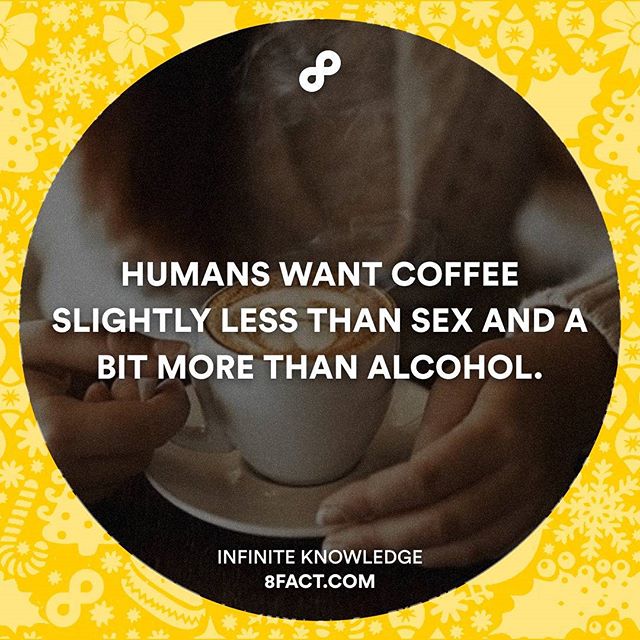 HUMANS WANT COFFEE
SLIGHTLY LESS THAN SEX AND A
BIT MORE THAN ALCOHOL.
INFINITE KNOWLEDGE
8FACT.COM